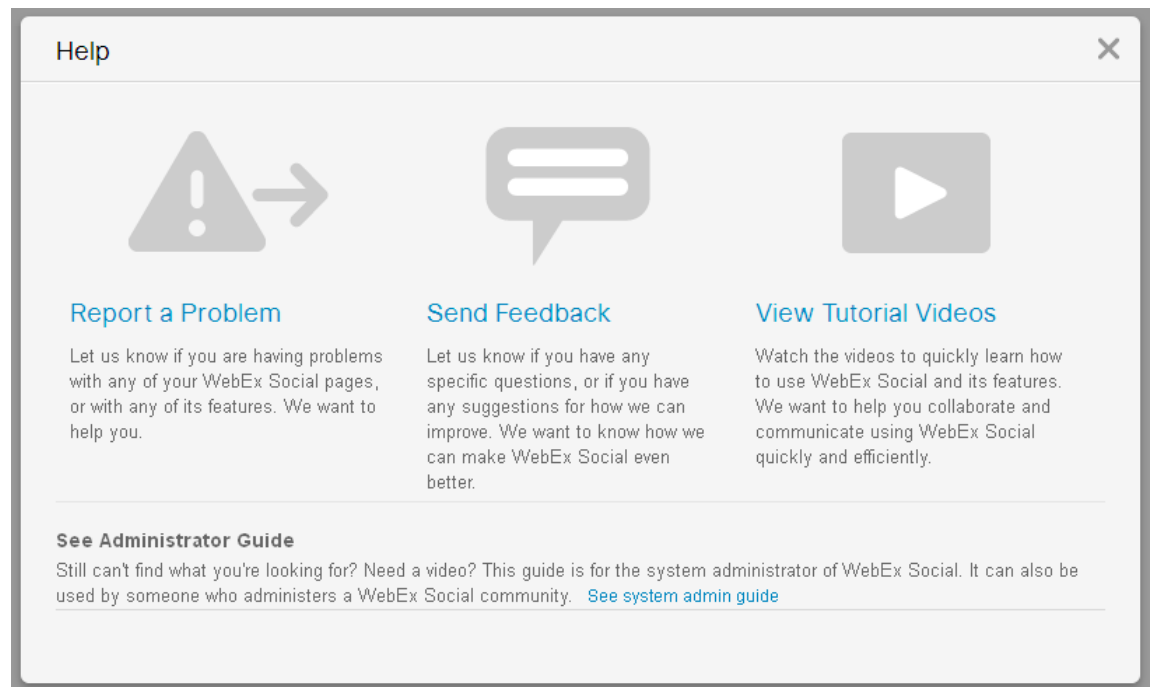 Help
Report a Problem
Let us know if you are having problems
with any of your WebEx Social pages,
or with any of its features. We want to
help you.
Send Feedback
Let us know if you have any
specific questions, or if you have
any suggestions for how we can
improve. We want to know how we
can make WebEx Social even
better.
View Tutorial Videos
Watch the videos to quickly learn how
to use WebEx Social and its features.
We want to help you collaborate and
communicate using WebEx Social
quickly and efficiently.
See Administrator Guide
Still can't find what you're looking for? Need a video? This guide is for the system administrator of WebEx Social. It can also be
used by someone who administers a WebEx Social community. See system admin guide